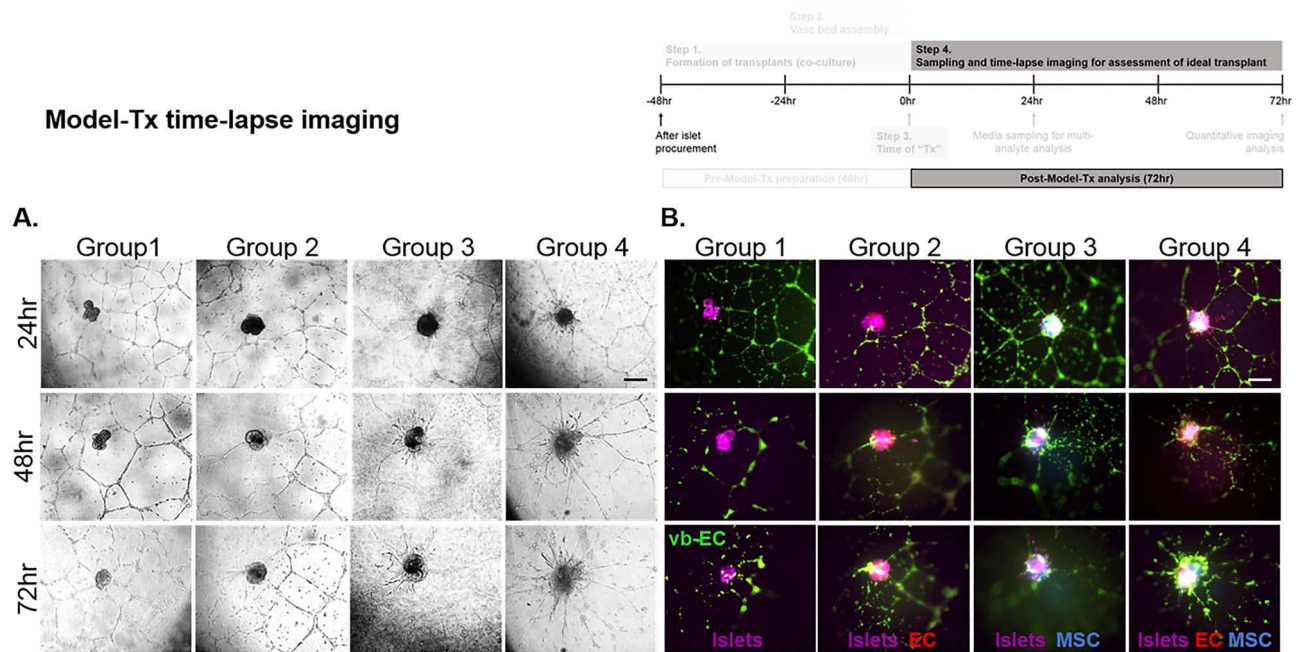 Step 2.
Vasc bed assembly
Step 1.
Formation of transplants (co-culture)
Step 4.
Sampling and time-lapse imaging for assessment of ideal transplant
-48hr -24hr 0hr 24hr 48hr 72hr
Model-Tx time-lapse imaging
After islet
procurement
Step 3.
Time of “Tx”
Media sampling for multi-
analyte analysis
Quantitative imaging
analysis
Pre-Model-Tx preparation (48hr)
Post-Model-Tx analysis (72hr)
A.
Group1 Group 2 Group 3 Group 4
24hr
48hr
72hr
B.
Group 1 Group 2 Group 3 Group 4
vb-EC
Islets
Islets EC
Islets MSC
Islets EC MSC